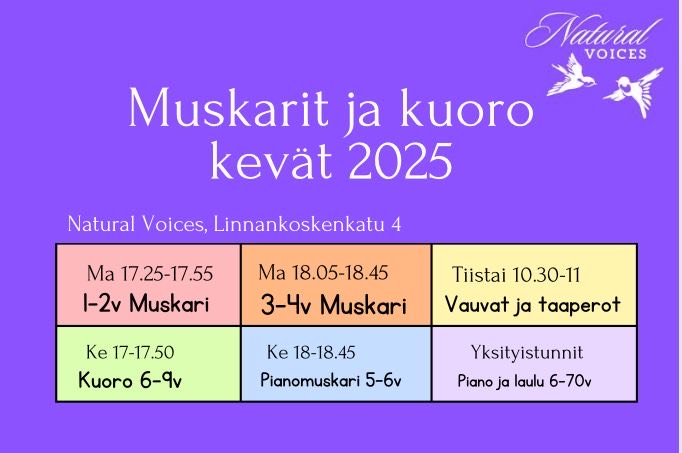 Natural
VOICES
Muskarit ja kuoro
kevät 2025
Natural Voices, Linnankoskenkatu 4
Ma 17.25-17.55
1-2v Muskari
Ma 18.05-18.45
3-4v Muskari
Tiistai 10.30-11
Vauvat ja taaperot
Ke 17-17.50
Kuoro 6-9v
Ke 18-18.45
Pianomuskari 5-6v
Yksityistunnit
Piano ja laulu 6-70v